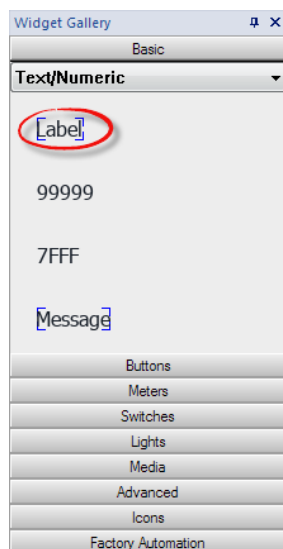 Widget Gallery
Basic
Text/Numeric
Label
99999
7FFF
Message
Buttons
Meters
Switches
Lights
Media
Advanced
Icons
Factory Automation